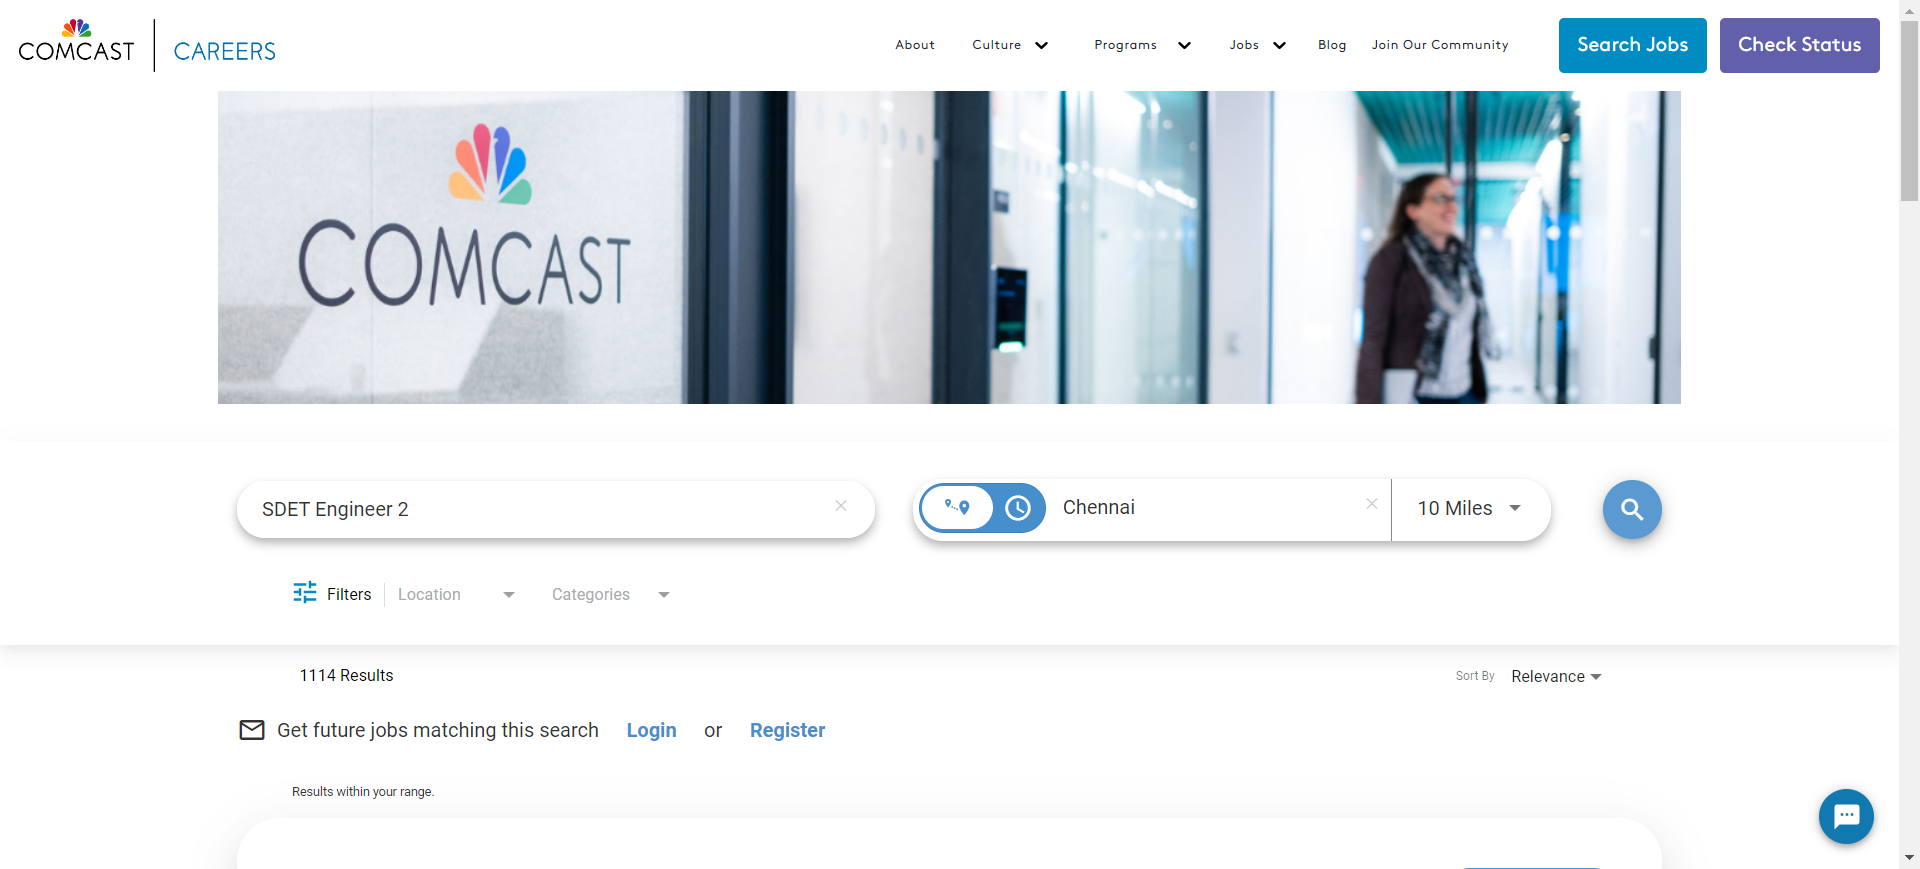 COMCAST CAREERS About Culture Programs Jobs Blog Join Our Community Search Jobs Check Status
COMCAST
SDET Engineer 2 Chennai 10 Miles
Filters Location Categories
1114 Results Sort By Relevance
Get future jobs matching this search Login or Register
Results within your range.